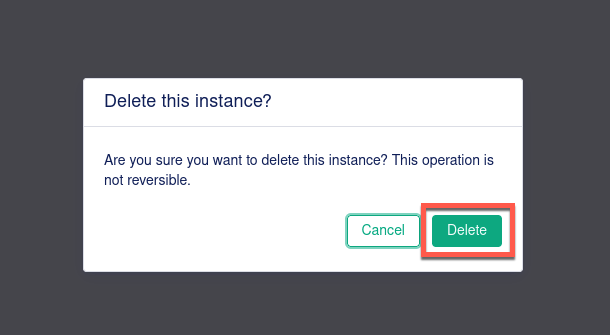 Delete this instance?
Are you sure you want to delete this instance? This operation is
not reversible.
Cancel
Delete